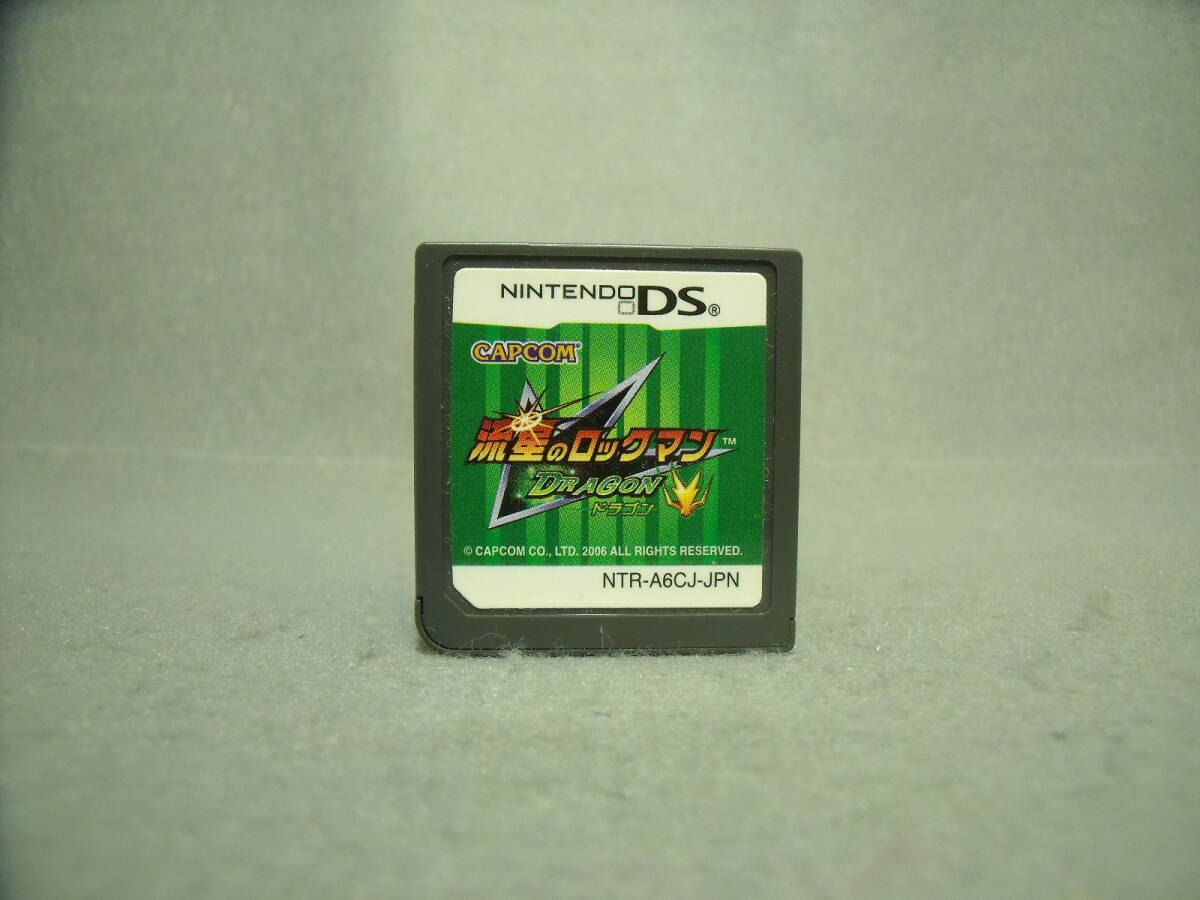 NINTENDO DS®
CAPCOM®
流星のロックマン™
DRAGON
ドラゴン
© CAPCOM CO., LTD. 2006 ALL RIGHTS RESERVED.
NTR-A6CJ-JPN